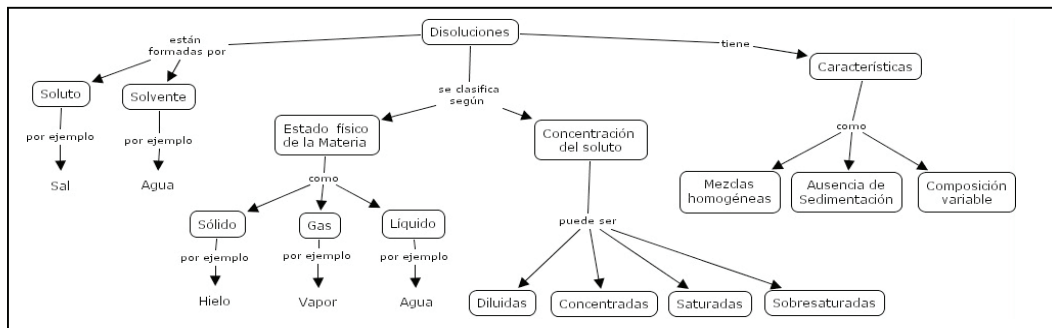 Disoluciones
están
formadas por
tiene
Soluto
Solvente
Características
se clasifica
según
por ejemplo
por ejemplo
Estado físico
de la Materia
Concentración
del soluto
como
Sal
Agua
como
Mezclas
homogéneas
Ausencia de
Sedimentación
Composición
variable
Sólido
Gas
Líquido
puede ser
por ejemplo
por ejemplo
por ejemplo
Hielo
Vapor
Agua
Diluidas
Concentradas
Saturadas
Sobresaturadas